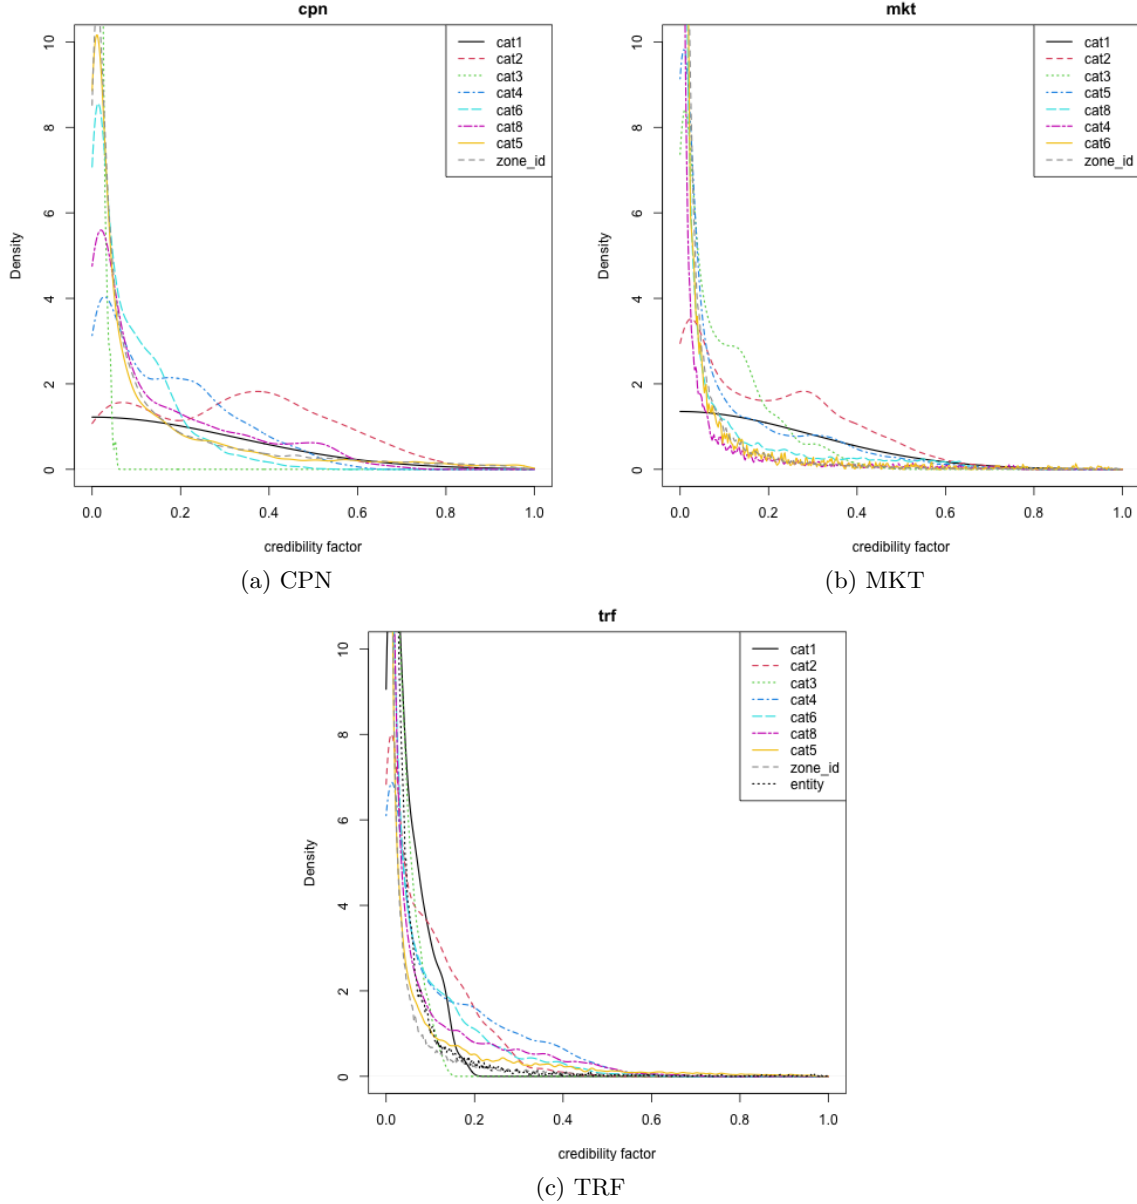 cpn
Density
10
8
6
4
2
0
cat1
cat2
cat3
cat4
cat6
cat8
cat5
zone_id
0.0 0.2 0.4 0.6 0.8 1.0
credibility factor
(a) CPN
mkt
Density
10
8
6
4
2
0
cat1
cat2
cat3
cat5
cat8
cat4
cat6
zone_id
0.0 0.2 0.4 0.6 0.8 1.0
credibility factor
(b) MKT
trf
Density
10
8
6
4
2
0
cat1
cat2
cat3
cat4
cat6
cat8
cat5
zone_id
entity
0.0 0.2 0.4 0.6 0.8 1.0
credibility factor
(c) TRF